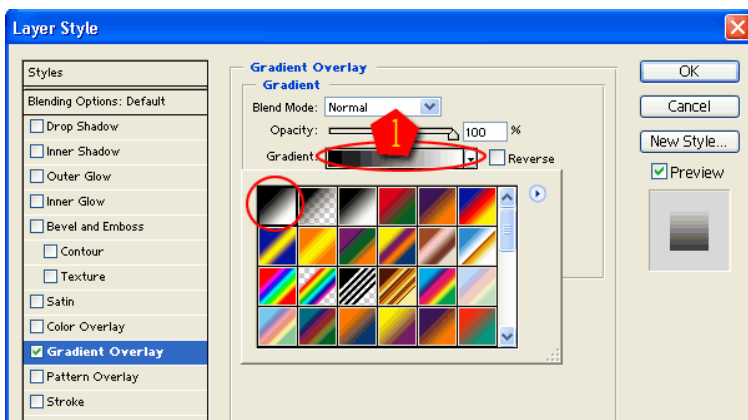 Layer Style
Styles
Blending Options: Default
Drop Shadow
Inner Shadow
Outer Glow
Inner Glow
Bevel and Emboss
Contour
Texture
Satin
Color Overlay
Gradient Overlay
Pattern Overlay
Stroke
Gradient Overlay
Gradient
Blend Mode: Normal
Opacity: 100 %
1
Gradient: Reverse
OK
Cancel
New Style...
Preview